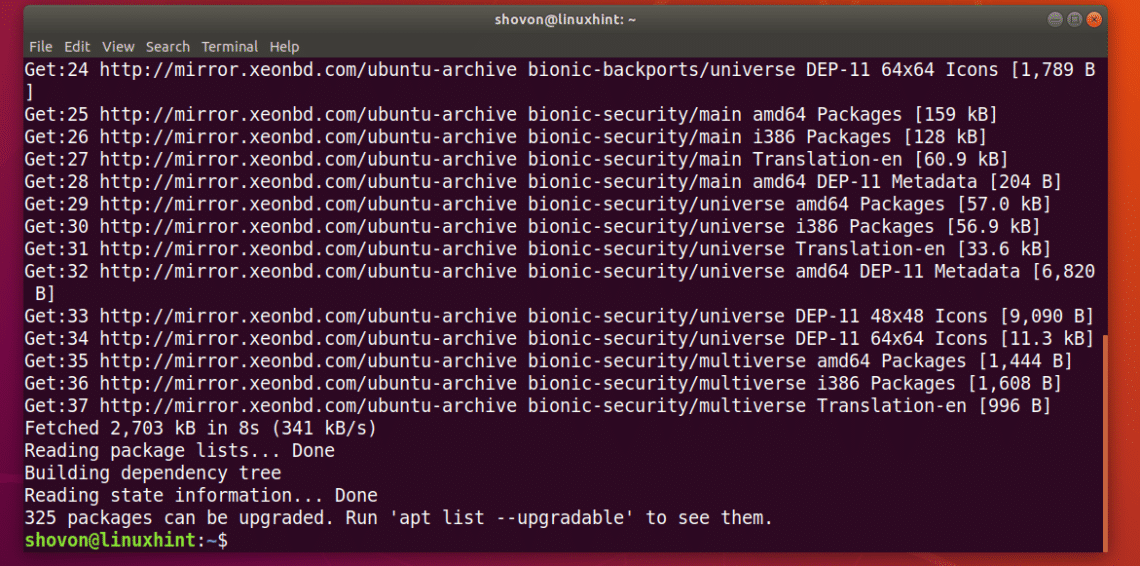 shovon@linuxhint: ~
File Edit View Search Terminal Help
Get:24 http://mirror.xeonbd.com/ubuntu-archive bionic-backports/universe DEP-11 64x64 Icons [1,789 B
]
Get:25 http://mirror.xeonbd.com/ubuntu-archive bionic-security/main amd64 Packages [159 kB]
Get:26 http://mirror.xeonbd.com/ubuntu-archive bionic-security/main i386 Packages [128 kB]
Get:27 http://mirror.xeonbd.com/ubuntu-archive bionic-security/main Translation-en [60.9 kB]
Get:28 http://mirror.xeonbd.com/ubuntu-archive bionic-security/main amd64 DEP-11 Metadata [204 B]
Get:29 http://mirror.xeonbd.com/ubuntu-archive bionic-security/universe amd64 Packages [57.0 kB]
Get:30 http://mirror.xeonbd.com/ubuntu-archive bionic-security/universe i386 Packages [56.9 kB]
Get:31 http://mirror.xeonbd.com/ubuntu-archive bionic-security/universe Translation-en [33.6 kB]
Get:32 http://mirror.xeonbd.com/ubuntu-archive bionic-security/universe amd64 DEP-11 Metadata [6,820
 B]
Get:33 http://mirror.xeonbd.com/ubuntu-archive bionic-security/universe DEP-11 48x48 Icons [9,090 B]
Get:34 http://mirror.xeonbd.com/ubuntu-archive bionic-security/universe DEP-11 64x64 Icons [11.3 kB]
Get:35 http://mirror.xeonbd.com/ubuntu-archive bionic-security/multiverse amd64 Packages [1,444 B]
Get:36 http://mirror.xeonbd.com/ubuntu-archive bionic-security/multiverse i386 Packages [1,608 B]
Get:37 http://mirror.xeonbd.com/ubuntu-archive bionic-security/multiverse Translation-en [996 B]
Fetched 2,703 kB in 8s (341 kB/s)
Reading package lists... Done
Building dependency tree
Reading state information... Done
325 packages can be upgraded. Run 'apt list --upgradable' to see them.
shovon@linuxhint:~$